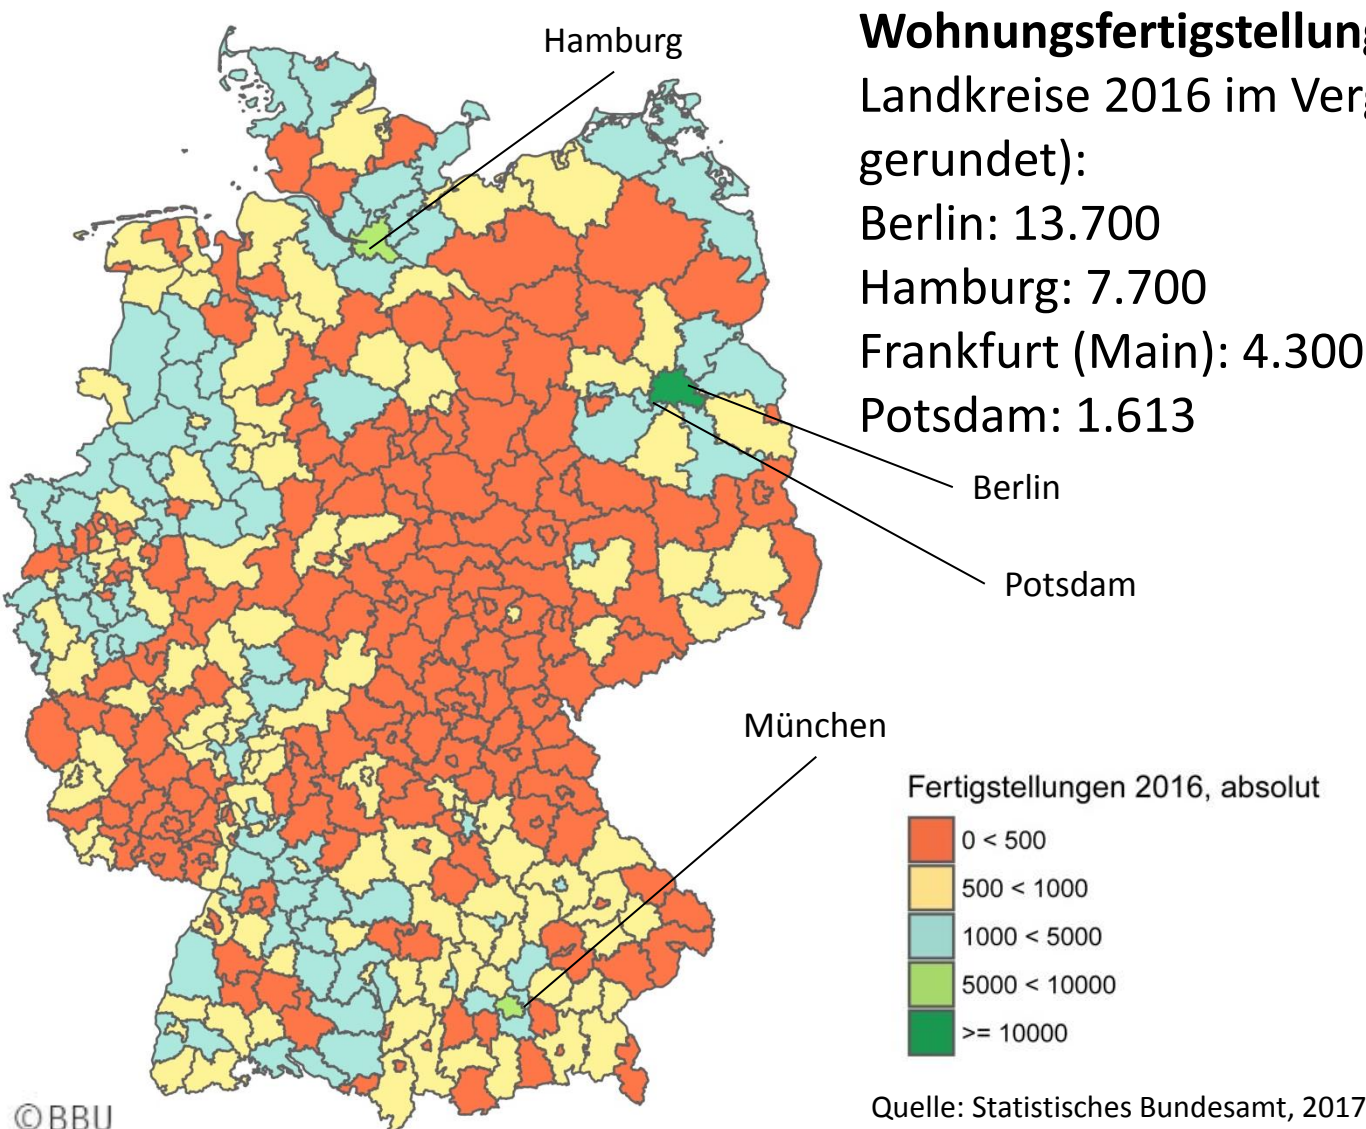 Hamburg
Wohnungsfertigstellun
Landkreise 2016 im Ver
gerundet):
Berlin: 13.700
Hamburg: 7.700
Frankfurt (Main): 4.300
Potsdam: 1.613
Berlin
Potsdam
München
Fertigstellungen 2016, absolut
0 < 500
500 < 1000
1000 < 5000
5000 < 10000
>= 10000
©BBU
Quelle: Statistisches Bundesamt, 2017